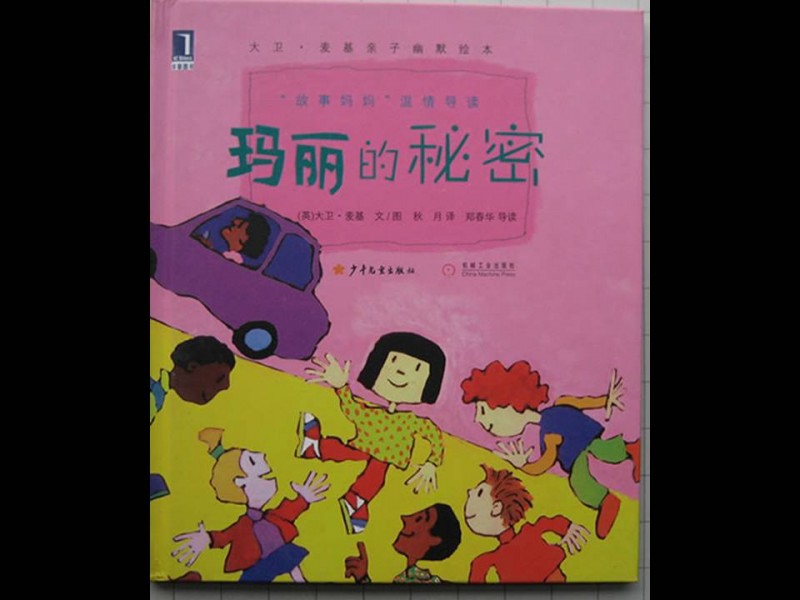 大卫·麦基亲子幽默绘本
“故事妈妈”温情导读
玛丽的秘密
(英)大卫·麦基 文/图 秋 月 译 郑春华 导读
少年儿童出版社
机械工业出版社
China Machine Press